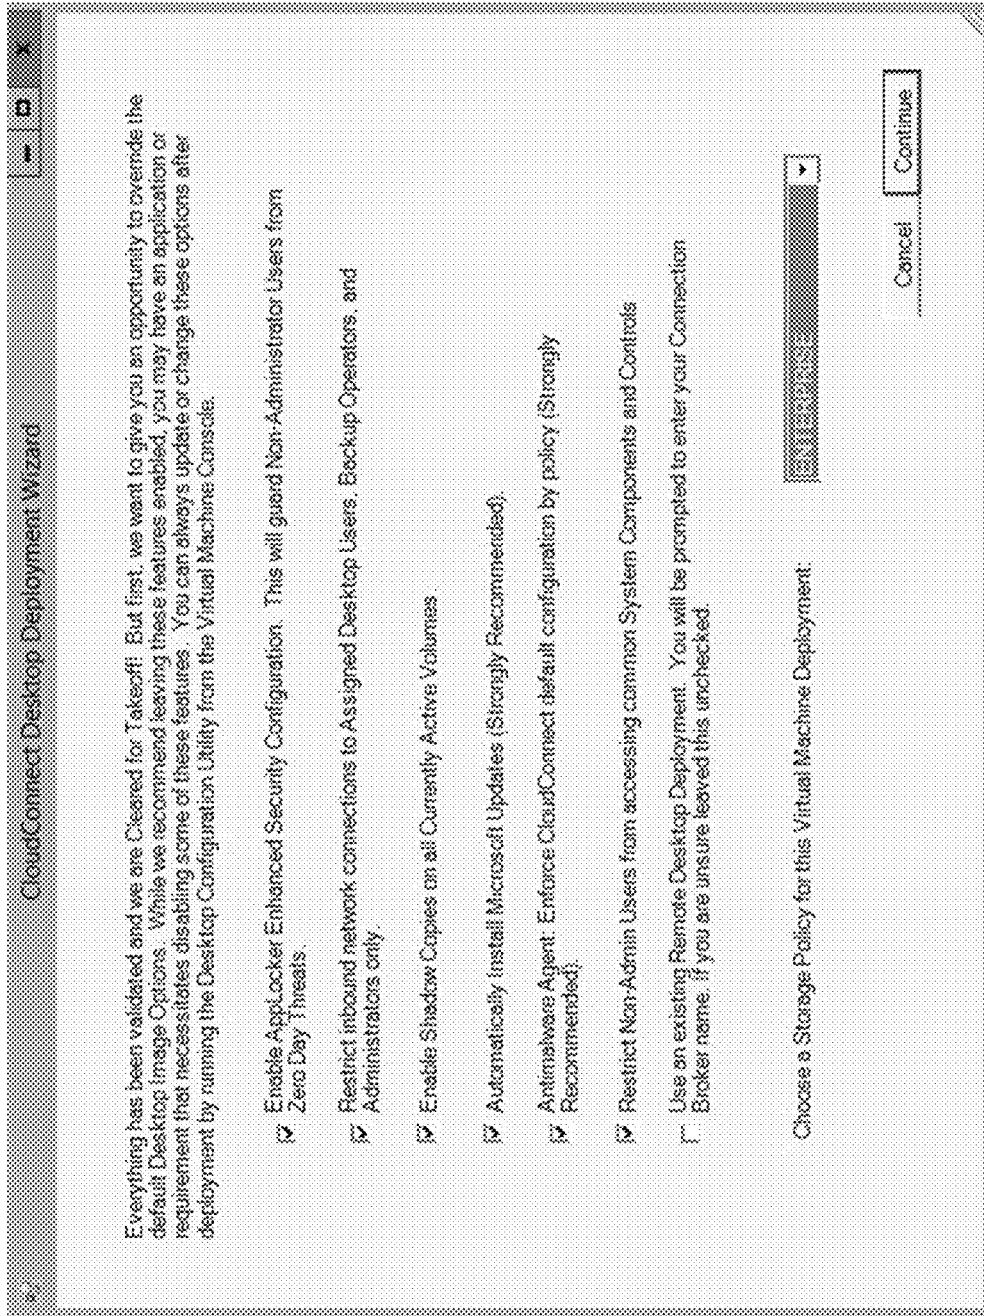 CloudConnect Desktop Deployment Wizard
Everything has been validated and we are Cleared for Takeoff! But first, we want to give you an opportunity to override the
default Desktop Image Options. While we recommend leaving these features enabled, you may have an application or
requirement that necessitates disabling some of these features. You can always update or change these options after
deployment by running the Desktop Configuration Utility from the Virtual Machine Console.
Enable AppLocker Enhanced Security Configuration. This will guard Non-Administrator Users from
Zero Day Threats.
Restrict inbound network connections to Assigned Desktop Users, Backup Operators, and
Administrators only.
Enable Shadow Copies on all Currently Active Volumes
Automatically Install Microsoft Updates (Strongly Recommended).
Antimalware Agent: Enforce CloudConnect default configuration by policy (Strongly
Recommended).
Restrict Non-Admin Users from accessing common System Components and Controls
Use an existing Remote Desktop Deployment. You will be prompted to enter your Connection
Broker name. If you are unsure leaved this unchecked.
Choose a Storage Policy for this Virtual Machine Deployment:
ENTERPRISE
Cancel
Continue